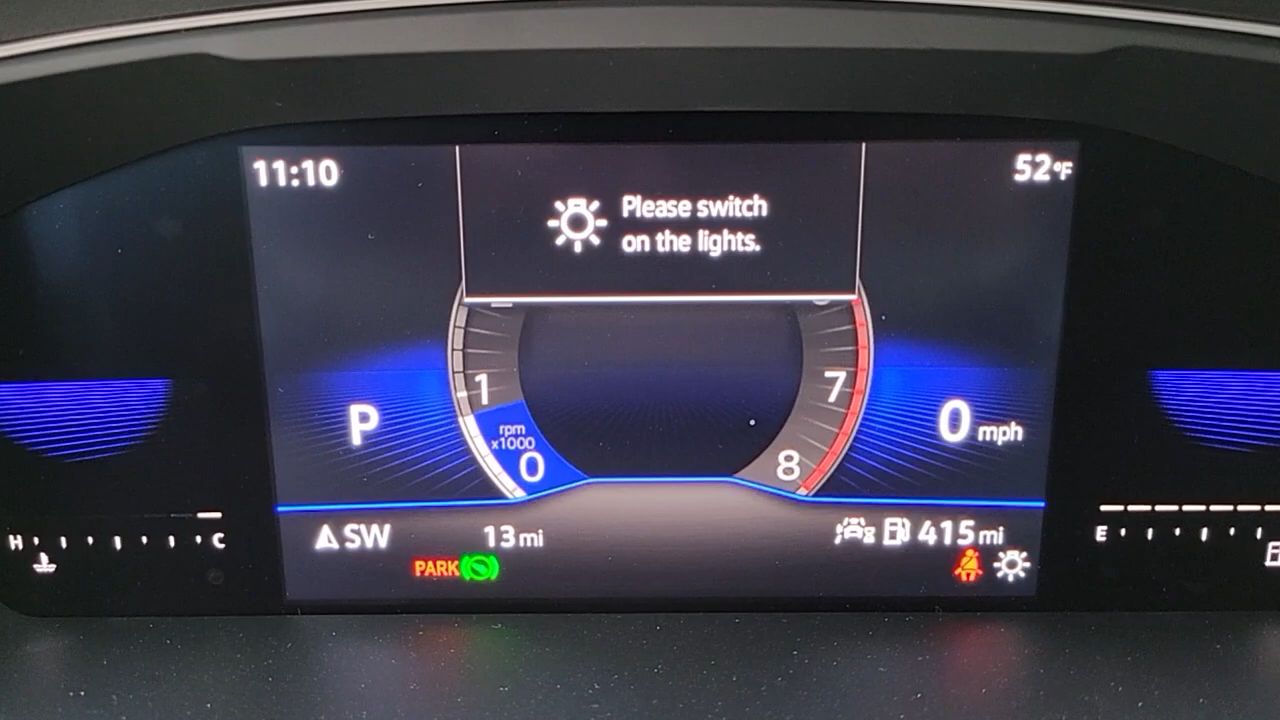 11:10
52°F
Please switch
on the lights.
1
7
rpm
x1000
0
8
P
0 mph
SW
13 mi
415 mi
H
C
E
PARK